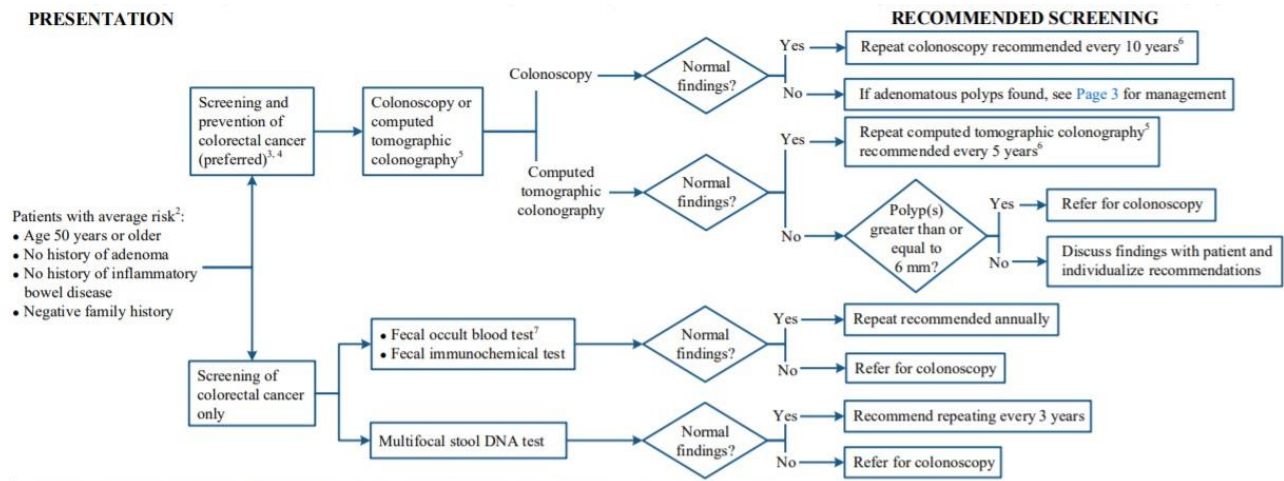 PRESENTATION
RECOMMENDED SCREENING
Patients with average risk2:
• Age 50 years or older
• No history of adenoma
• No history of inflammatory
bowel disease
• Negative family history
Screening and
prevention of
colorectal cancer
(preferred)3, 4
Colonoscopy or
computed
tomographic
colonography5
Colonoscopy
Normal
findings?
Yes
Repeat colonoscopy recommended every 10 years6
No
If adenomatous polyps found, see Page 3 for management
Computed
tomographic
colonography
Normal
findings?
Yes
Repeat computed tomographic colonography5
recommended every 5 years6
No
Polyp(s)
greater than or
equal to
6 mm?
Yes
Refer for colonoscopy
No
Discuss findings with patient and
individualize recommendations
Screening of
colorectal cancer
only
• Fecal occult blood test7
• Fecal immunochemical test
Normal
findings?
Yes
Repeat recommended annually
No
Refer for colonoscopy
Multifocal stool DNA test
Normal
findings?
Yes
Recommend repeating every 3 years
No
Refer for colonoscopy